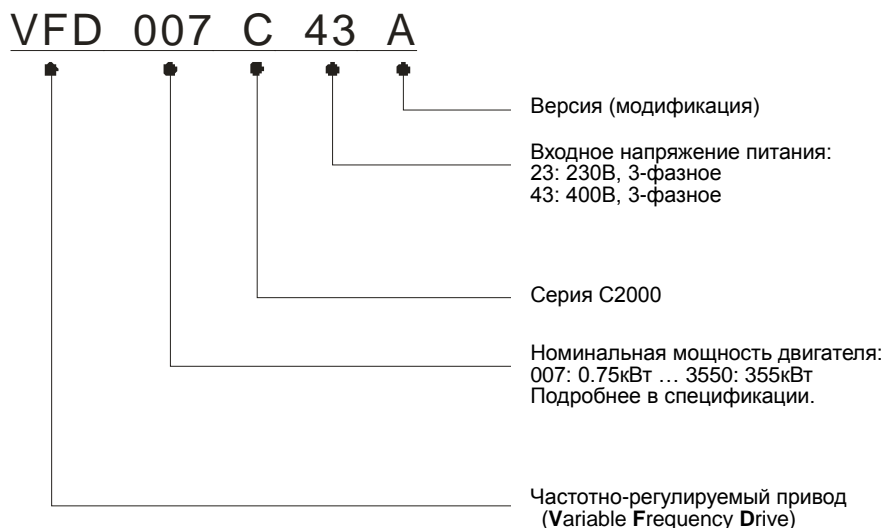 VFD 007 C 43 A
Версия (модификация)
Входное напряжение питания:
23: 230В, 3-фазное
43: 400В, 3-фазное
Серия С2000
Номинальная мощность двигателя:
007: 0.75кВт … 3550: 355кВт
Подробнее в спецификации.
Частотно-регулируемый привод
(Variable Frequency Drive)